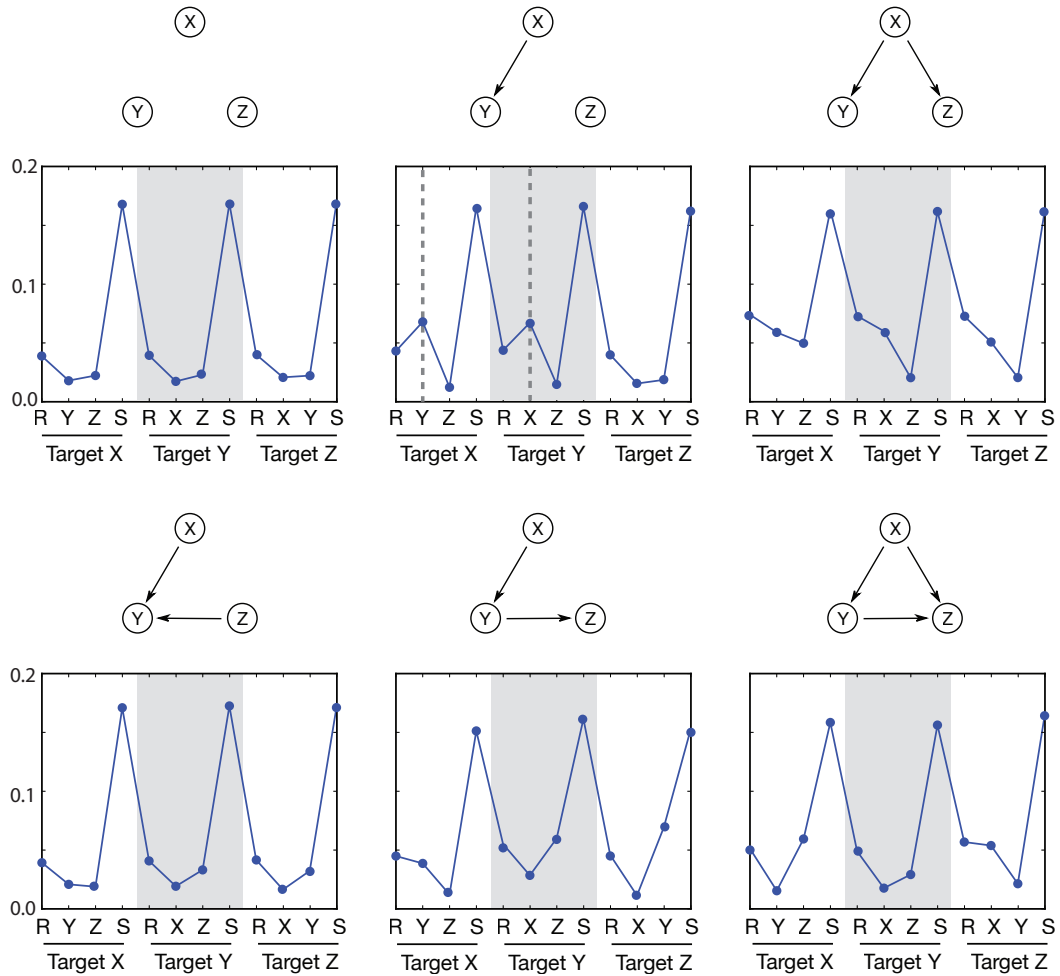 X X X
Y Z Y Z Y Z
0.2
0.1
0.0
R Y Z S R X Z S R X Y S R Y Z S R X Z S R X Y S R Y Z S R X Z S R X Y S
Target X Target Y Target Z Target X Target Y Target Z Target X Target Y Target Z
X X X
Y Z Y Z Y Z
0.2
0.1
0.0
R Y Z S R X Z S R X Y S R Y Z S R X Z S R X Y S R Y Z S R X Z S R X Y S
Target X Target Y Target Z Target X Target Y Target Z Target X Target Y Target Z